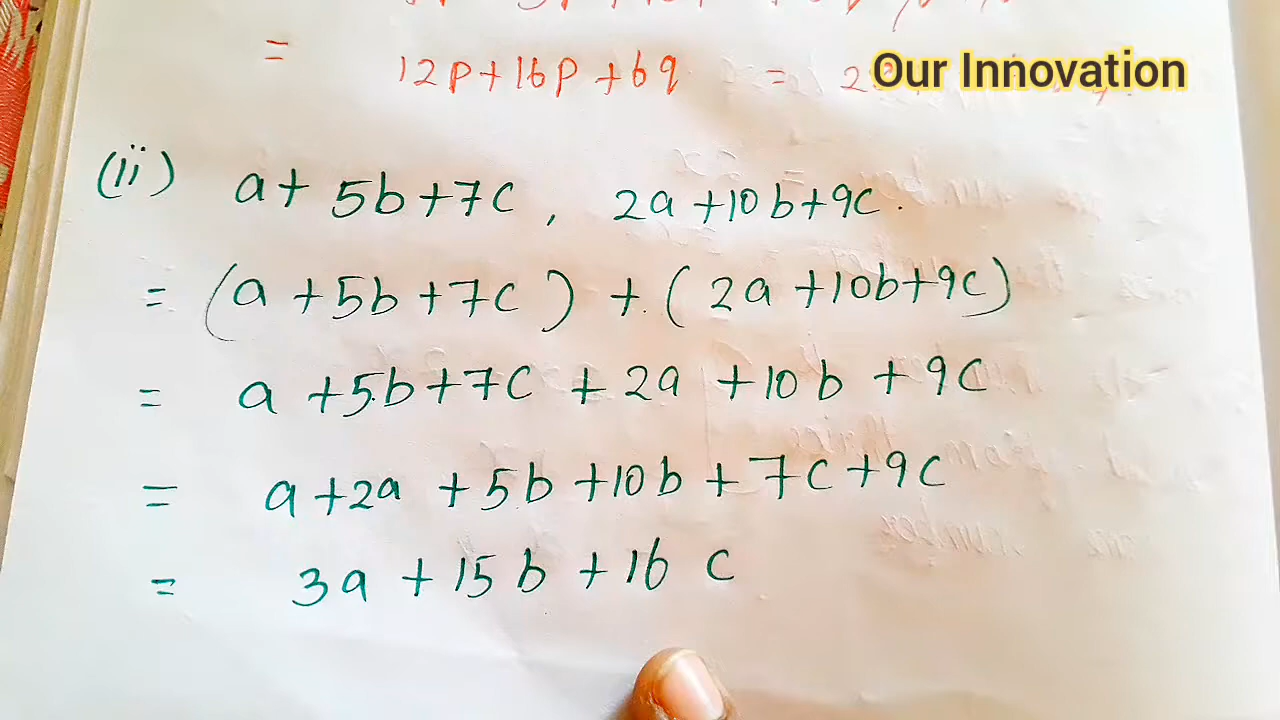 = 12p+16p+6q =
Our Innovation
(ii) a+ 5b+7c , 2a+10b+9c.
= (a+5b+7c) + (2a+10b+9c)
= a+5b+7c + 2a +10b + 9c
= a+2a +5b+10b+7c+9c
= 3a +15b +16 c